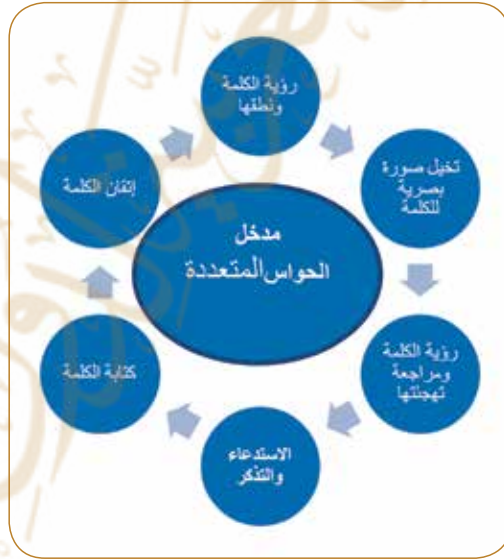 رؤية الكلمة
ونطقها
تخيل صورة
بصرية
للكلمة
رؤية الكلمة
ومراجعة
تهجئتها
الاستدعاء
والتذكر
كتابة الكلمة
إتقان الكلمة
مدخل
الحواس المتعددة